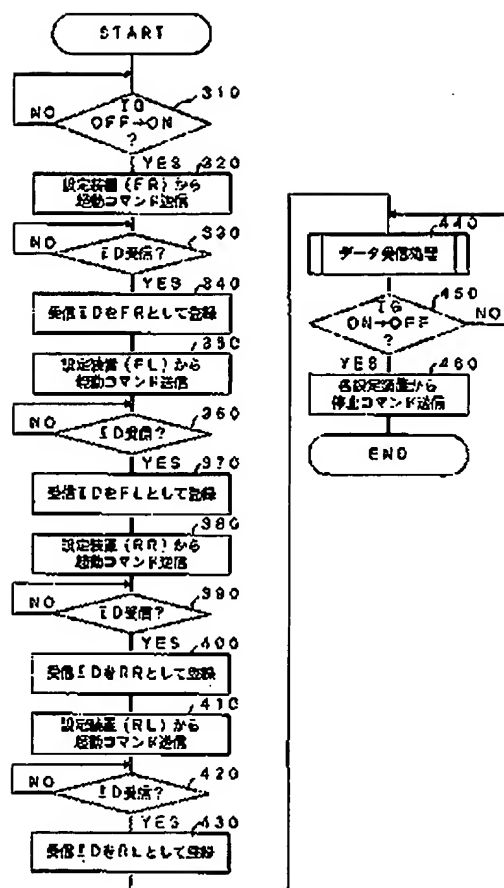 START
310
IG
OFF→ON
?
NO
YES
320
設定装置(FR)から
起動コマンド送信
330
NO
ID受信?
YES
340
受信IDをFRとして登録
350
設定装置(FL)から
起動コマンド送信
360
NO
ID受信?
YES
370
受信IDをFLとして登録
380
設定装置(RR)から
起動コマンド送信
390
NO
ID受信?
YES
400
受信IDをRRとして登録
410
設定装置(RL)から
起動コマンド送信
420
NO
ID受信?
YES
430
受信IDをRLとして登録
440
データ受信処理
450
IG
ON→OFF
?
NO
YES
460
各設定装置から
停止コマンド送信
END